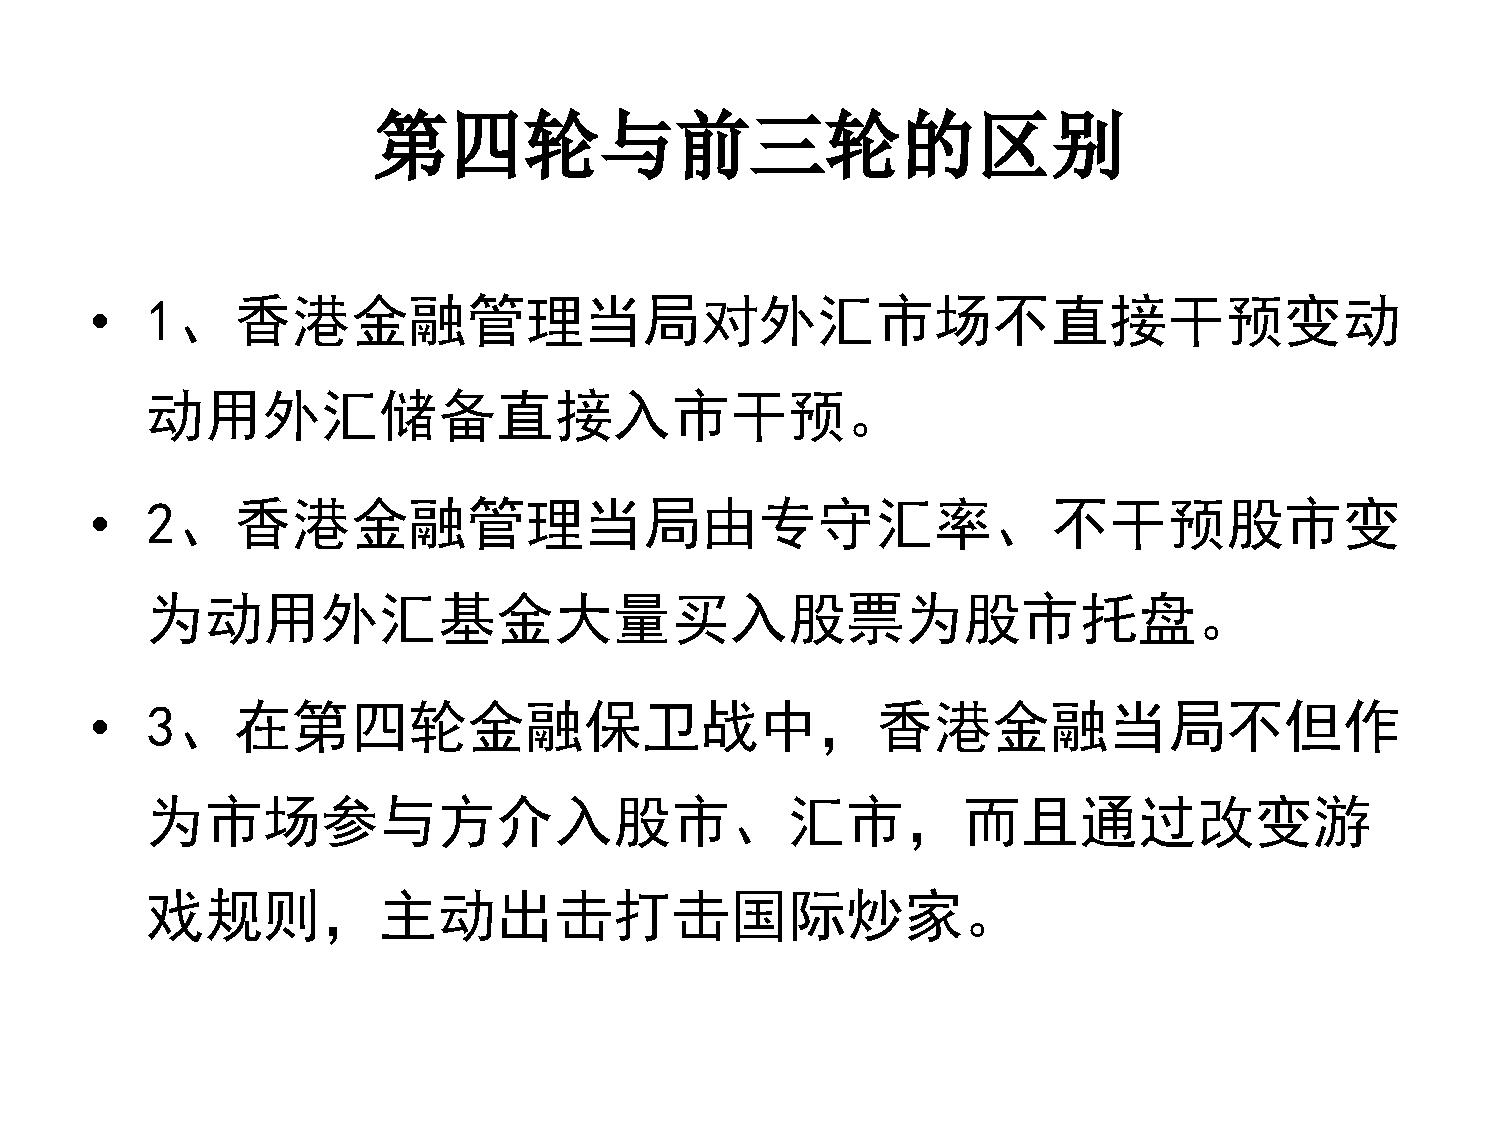 第四轮与前三轮的区别
• 1、香港金融管理当局对外汇市场不直接干预变动
动用外汇储备直接入市干预。
• 2、香港金融管理当局由专守汇率、不干预股市变
为动用外汇基金大量买入股票为股市托盘。
• 3、在第四轮金融保卫战中，香港金融当局不但作
为市场参与方介入股市、汇市，而且通过改变游
戏规则，主动出击打击国际炒家。